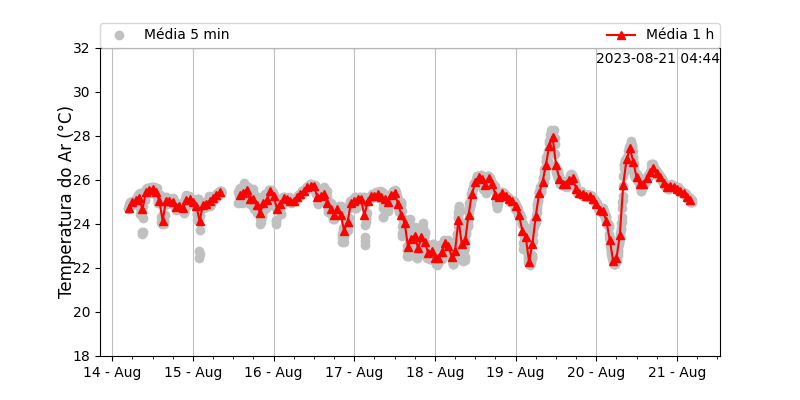 Média 5 min
Média 1 h
2023-08-21 04:44
Temperatura do Ar (°C)
32
30
28
26
24
22
20
18
14 - Aug
15 - Aug
16 - Aug
17 - Aug
18 - Aug
19 - Aug
20 - Aug
21 - Aug